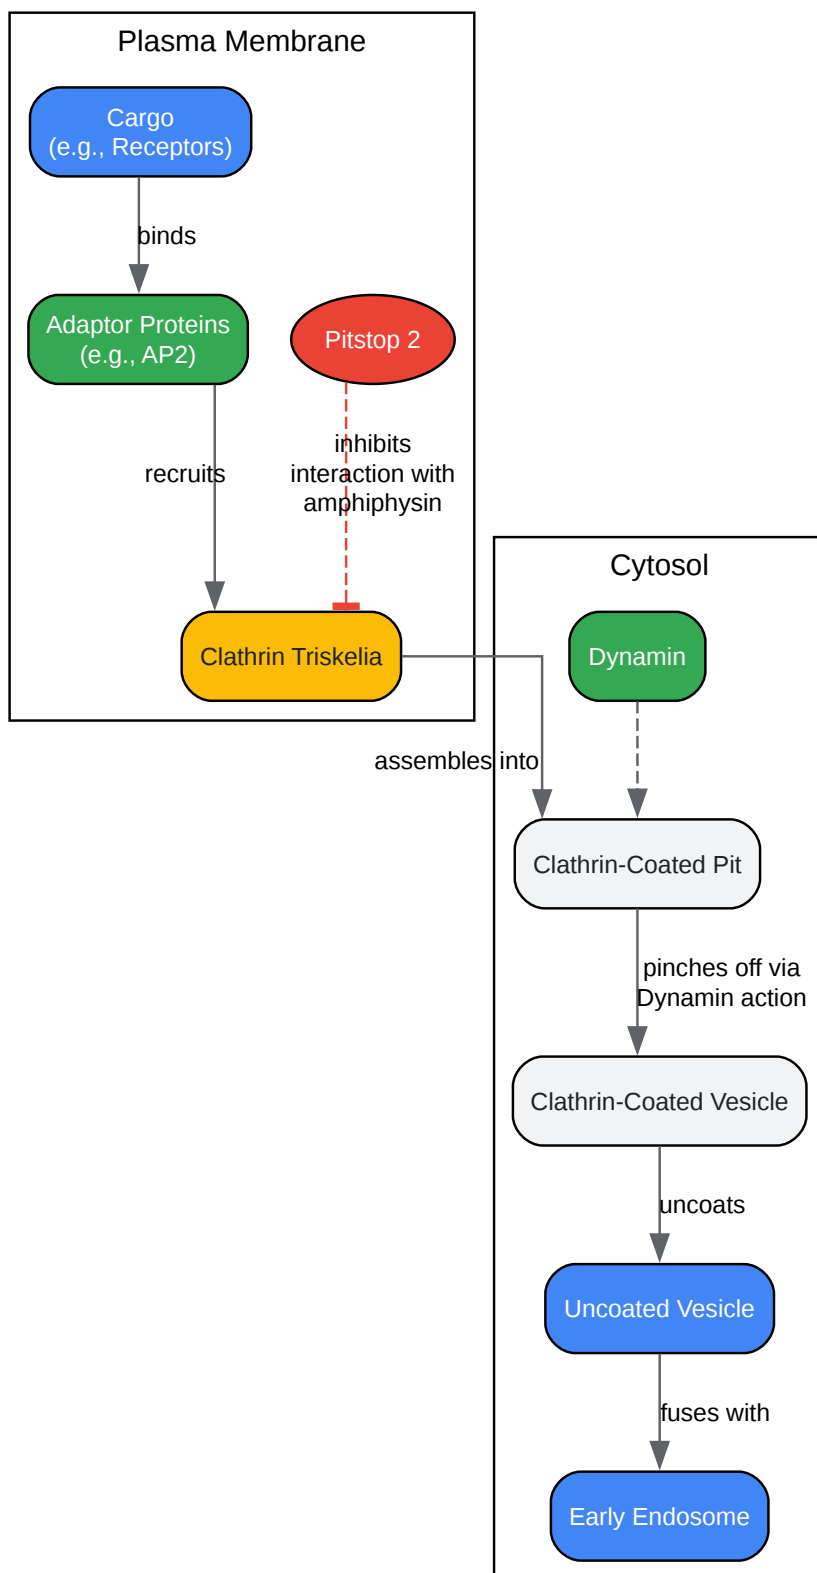 Plasma Membrane
Cargo
(e.g., Receptors)
binds
Adaptor Proteins
(e.g., AP2)
Pitstop 2
recruits
inhibits
interaction with
amphiphysin
Clathrin Triskelia
Cytosol
Dynamin
assembles into
Clathrin-Coated Pit
pinches off via
Dynamin action
Clathrin-Coated Vesicle
uncoats
Uncoated Vesicle
fuses with
Early Endosome